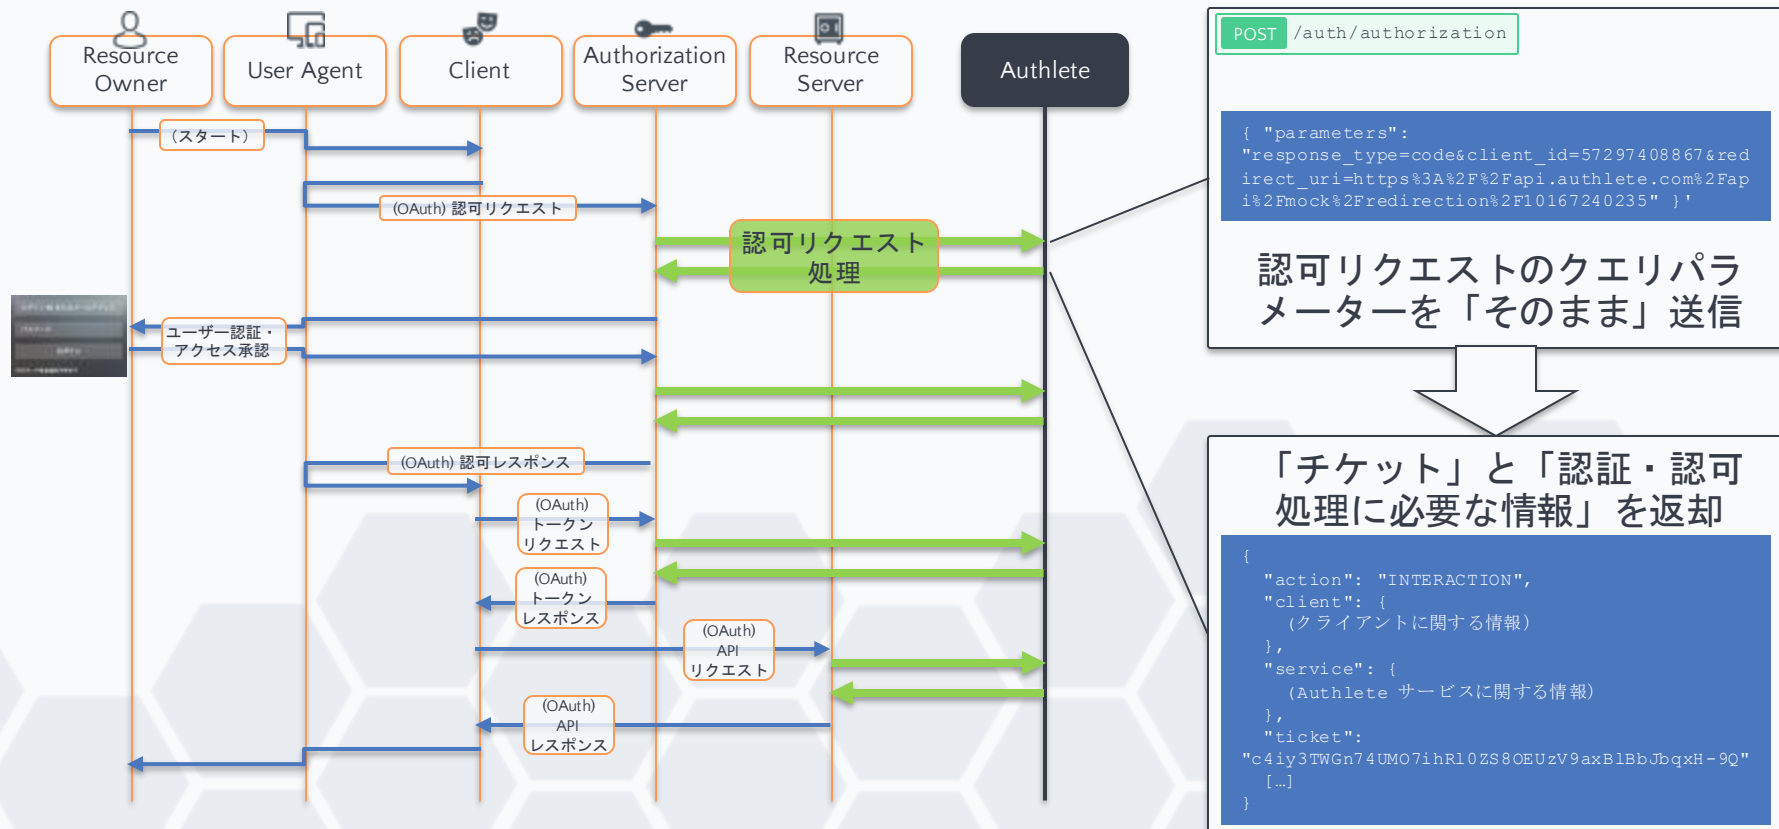 Resource
Owner
User Agent
Client
Authorization
Server
Resource
Server
Authlete
(スタート)
(OAuth) 認可リクエスト
認可リクエスト
処理
ユーザー認証・
アクセス承認
(OAuth) 認可レスポンス
(OAuth)
トークン
リクエスト
(OAuth)
トークン
レスポンス
(OAuth)
API
リクエスト
(OAuth)
API
レスポンス
POST /auth/authorization
{ "parameters":
"response_type=code&client_id=57297408867&red
irect_uri=https%3A%2F%2Fapi.authlete.com%2Fap
i%2Fmock%2Fredirection%2F10167240235" }'
認可リクエストのクエリパラ
メーターを「そのまま」送信
「チケット」と「認証・認可
処理に必要な情報」を返却
{
"action": "INTERACTION",
"client": {
(クライアントに関する情報)
},
"service": {
(Authlete サービスに関する情報)
},
"ticket":
"c4iy3TWGn74UMO7ihRl0ZS8OEUzV9axBlBbJbqxH-9Q"
[…]
}